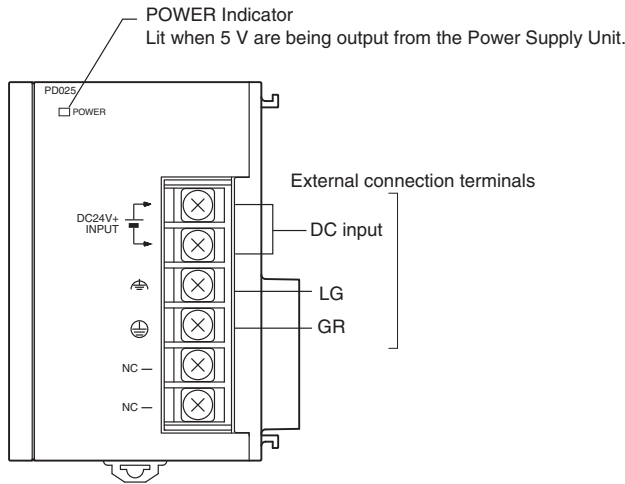 POWER Indicator
Lit when 5 V are being output from the Power Supply Unit.
PD025
POWER
External connection terminals
DC24V+
INPUT
DC input
LG
GR
NC
NC